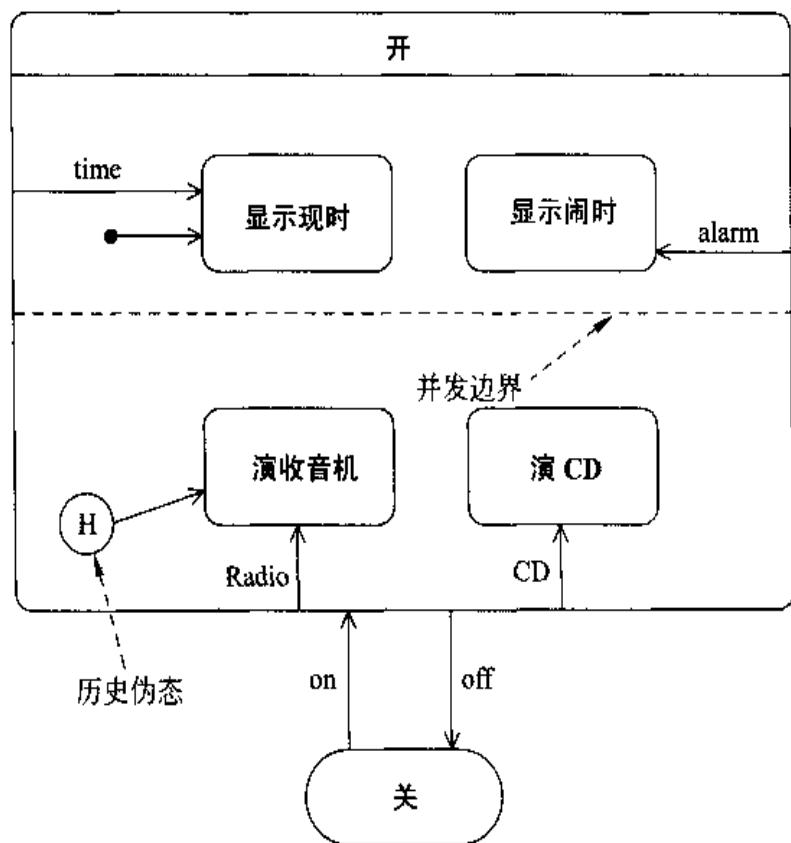 开
time
显示现时
显示闹时
alarm
并发边界
演收音机
演 CD
H
Radio
CD
历史伪态
on
off
关